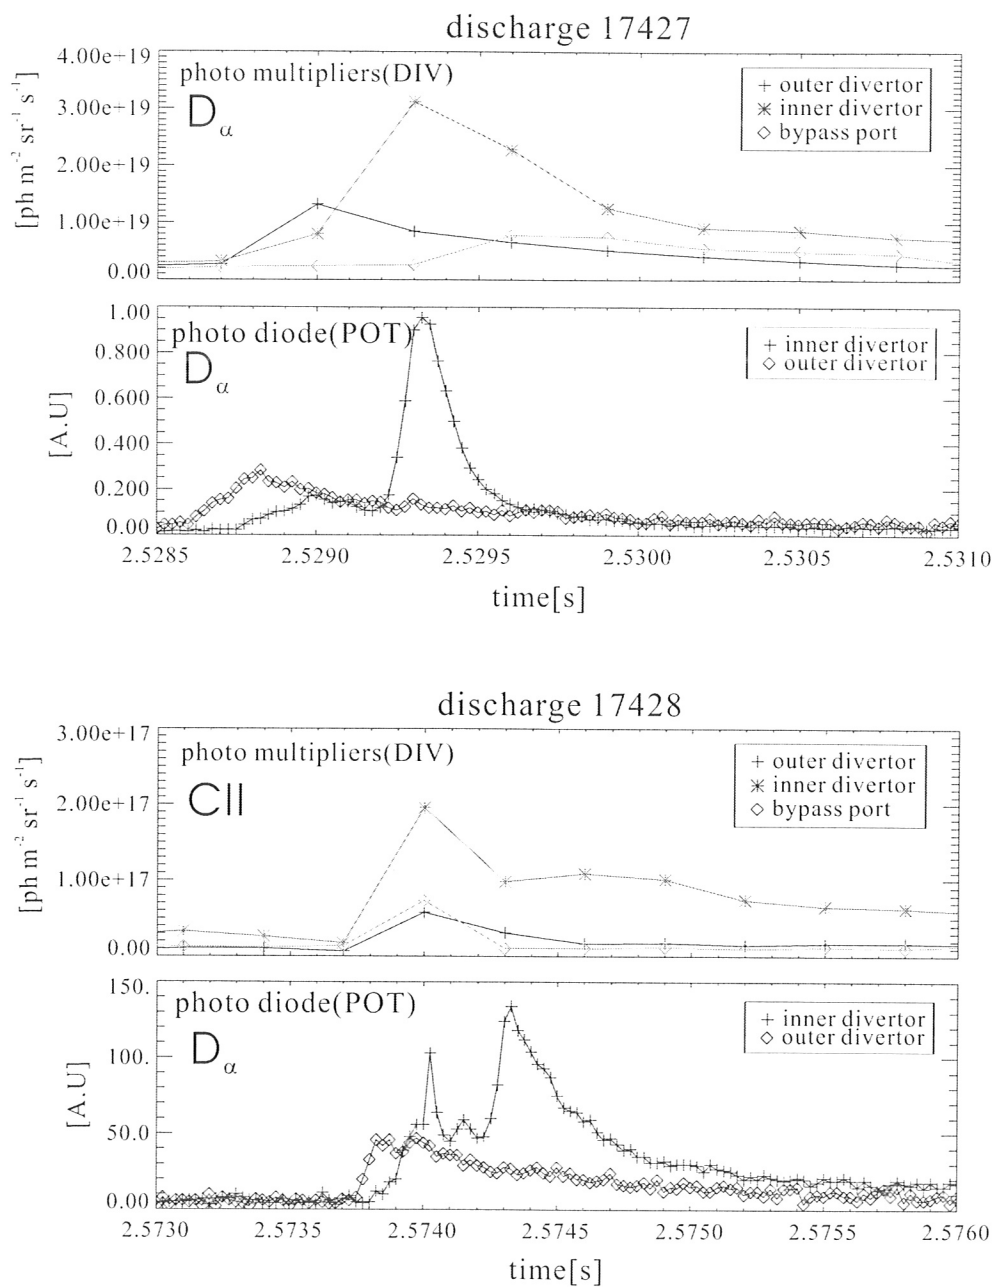 discharge 17427
4.00e+19
3.00e+19
2.00e+19
1.00e+19
0.00
[ph m⁻² sr⁻¹ s⁻¹]
photo multipliers(DIV)
Dα
outer divertor
inner divertor
bypass port
1.00
0.800
0.600
0.400
0.200
0.00
[A.U]
photo diode(POT)
Dα
inner divertor
outer divertor
2.5285 2.5290 2.5295 2.5300 2.5305 2.5310
time[s]
discharge 17428
3.00e+17
2.00e+17
1.00e+17
0.00
[ph m⁻² sr⁻¹ s⁻¹]
photo multipliers(DIV)
CII
outer divertor
inner divertor
bypass port
150.
100.
50.0
0.00
[A.U]
photo diode(POT)
Dα
inner divertor
outer divertor
2.5730 2.5735 2.5740 2.5745 2.5750 2.5755 2.5760
time[s]